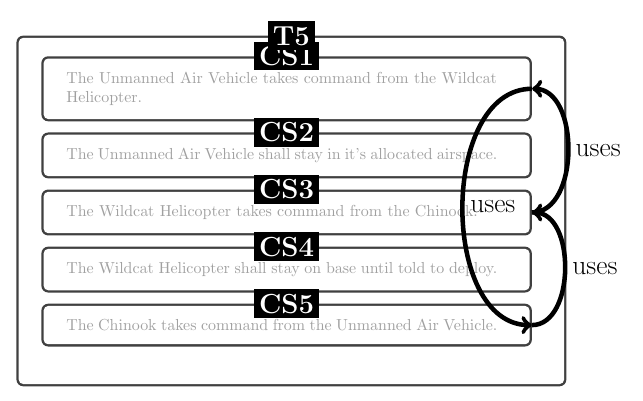 T5
CS1
The Unmanned Air Vehicle takes command from the Wildcat
Helicopter.
CS2
The Unmanned Air Vehicle shall stay in it's allocated airspace.
uses
CS3
The Wildcat Helicopter takes command from the Chinook.
uses
CS4
The Wildcat Helicopter shall stay on base until told to deploy.
uses
CS5
The Chinook takes command from the Unmanned Air Vehicle.